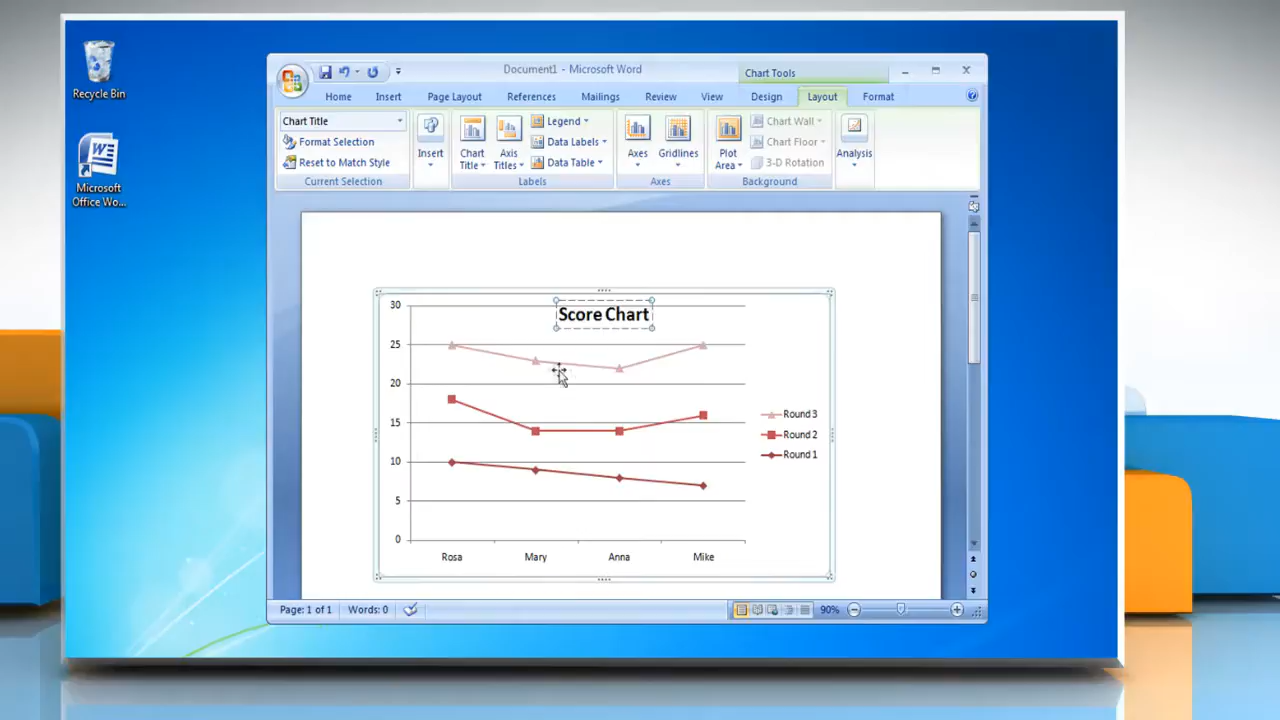 Recycle Bin
Microsoft
Office Wo...
Document1 - Microsoft Word
Chart Tools
Home
Insert
Page Layout
References
Mailings
Review
View
Design
Layout
Format
Chart Title
Format Selection
Reset to Match Style
Current Selection
Insert
Chart
Title
Axis
Titles
Legend
Data Labels
Data Table
Labels
Axes
Gridlines
Axes
Plot
Area
Chart Wall
Chart Floor
3-D Rotation
Background
Analysis
Score Chart
30
25
20
15
10
5
0
Rosa
Mary
Anna
Mike
Round 3
Round 2
Round 1
Page: 1 of 1
Words: 0
90%